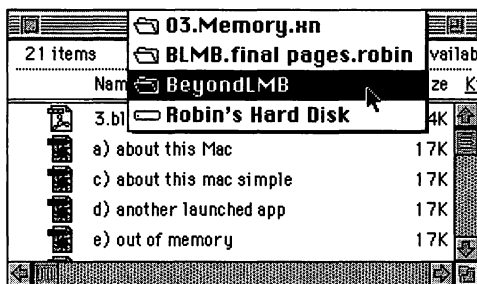 03.Memory.xn
BLMB.final pages.robin
21 items
vailab
BeyondLMB
Nam
ze
Robin's Hard Disk
3.bl
4K
a) about this Mac 17K
c) about this mac simple 17K
d) another launched app 17K
e) out of memory 17K